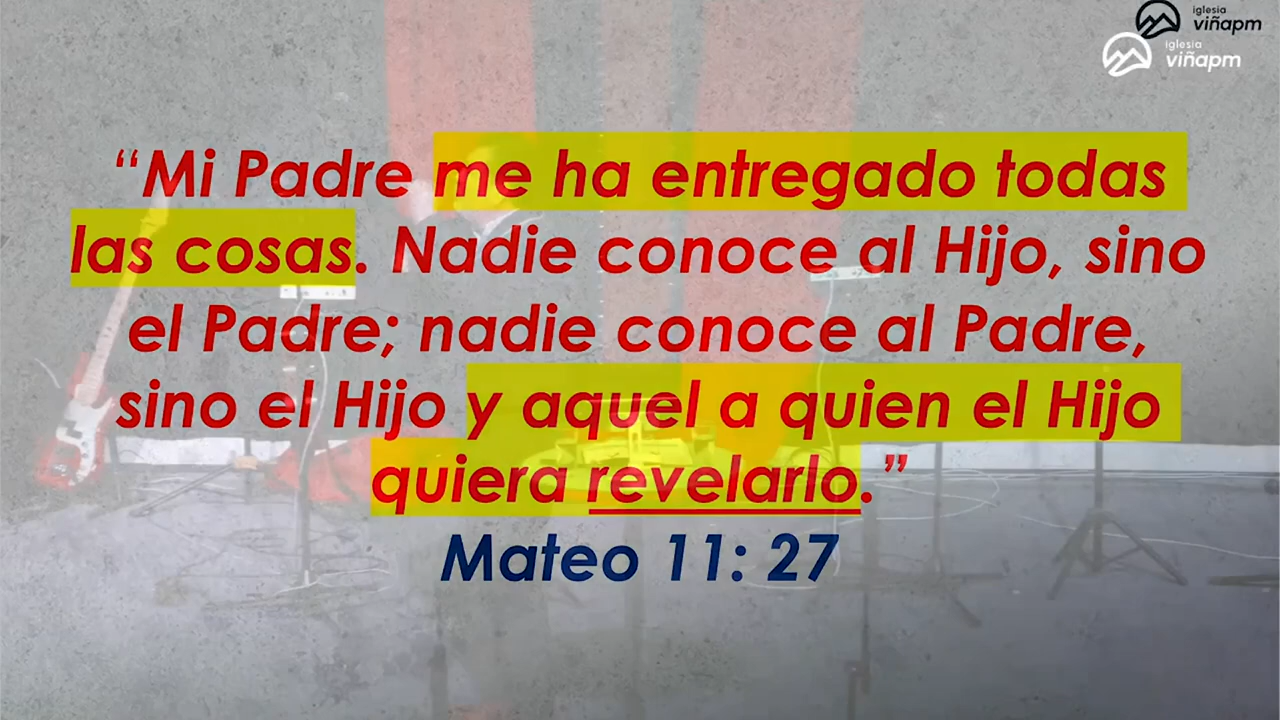 iglesia
viñapm
iglesia
viñapm
“Mi Padre me ha entregado todas
las cosas. Nadie conoce al Hijo, sino
el Padre; nadie conoce al Padre,
sino el Hijo y aquel a quien el Hijo
quiera revelarlo.”
Mateo 11: 27